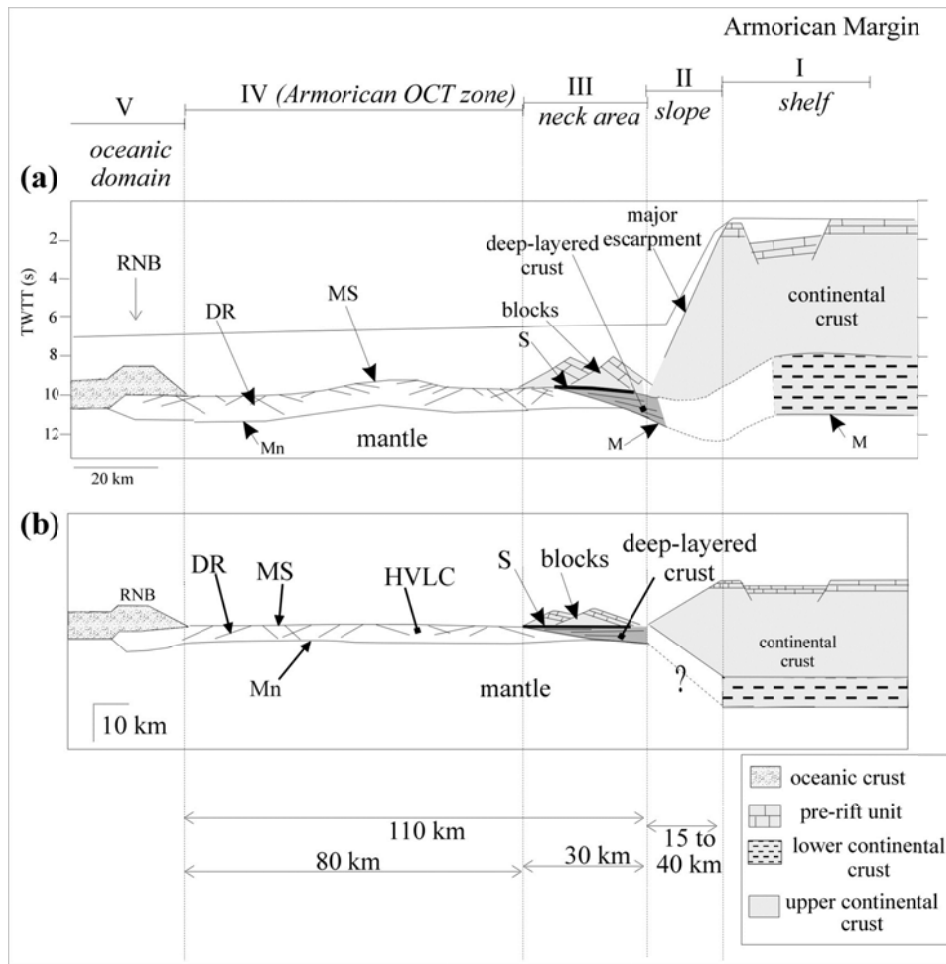 Armorican Margin
V
IV (Armorican OCT zone)
III
II
I
neck area
slope
shelf
oceanic
domain
(a)
major
escarpment
deep-layered
crust
2
4
6
8
10
12
TWTT (s)
RNB
DR
MS
blocks
S
continental
crust
Mn
mantle
M
M
20 km
(b)
RNB
DR
MS
HVLC
S
blocks
deep-layered
crust
continental
crust
Mn
mantle
?
10 km
oceanic crust
pre-rift unit
lower continental
crust
upper continental
crust
110 km
15 to
40 km
80 km
30 km